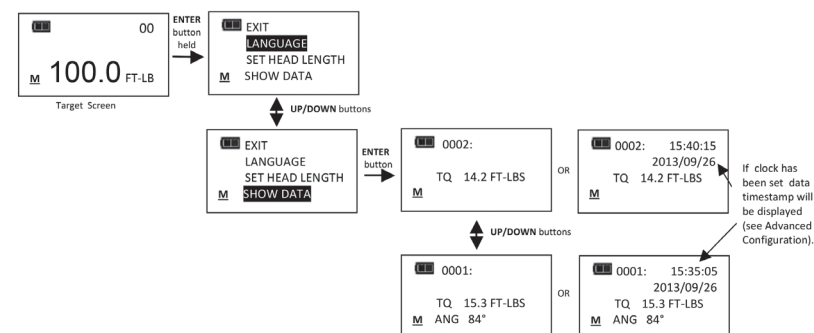 00
M 100.0 FT-LB
Target Screen
ENTER
button
held
EXIT
LANGUAGE
SET HEAD LENGTH
M SHOW DATA
UP/DOWN buttons
EXIT
LANGUAGE
SET HEAD LENGTH
M SHOW DATA
ENTER
button
0002:
TQ 14.2 FT-LBS
M
OR
0002: 15:40:15
2013/09/26
TQ 14.2 FT-LBS
M
If clock has
been set data
timestamp will
be displayed
(see Advanced
Configuration).
UP/DOWN buttons
0001:
TQ 15.3 FT-LBS
M ANG 84°
OR
0001: 15:35:05
2013/09/26
TQ 15.3 FT-LBS
M ANG 84°